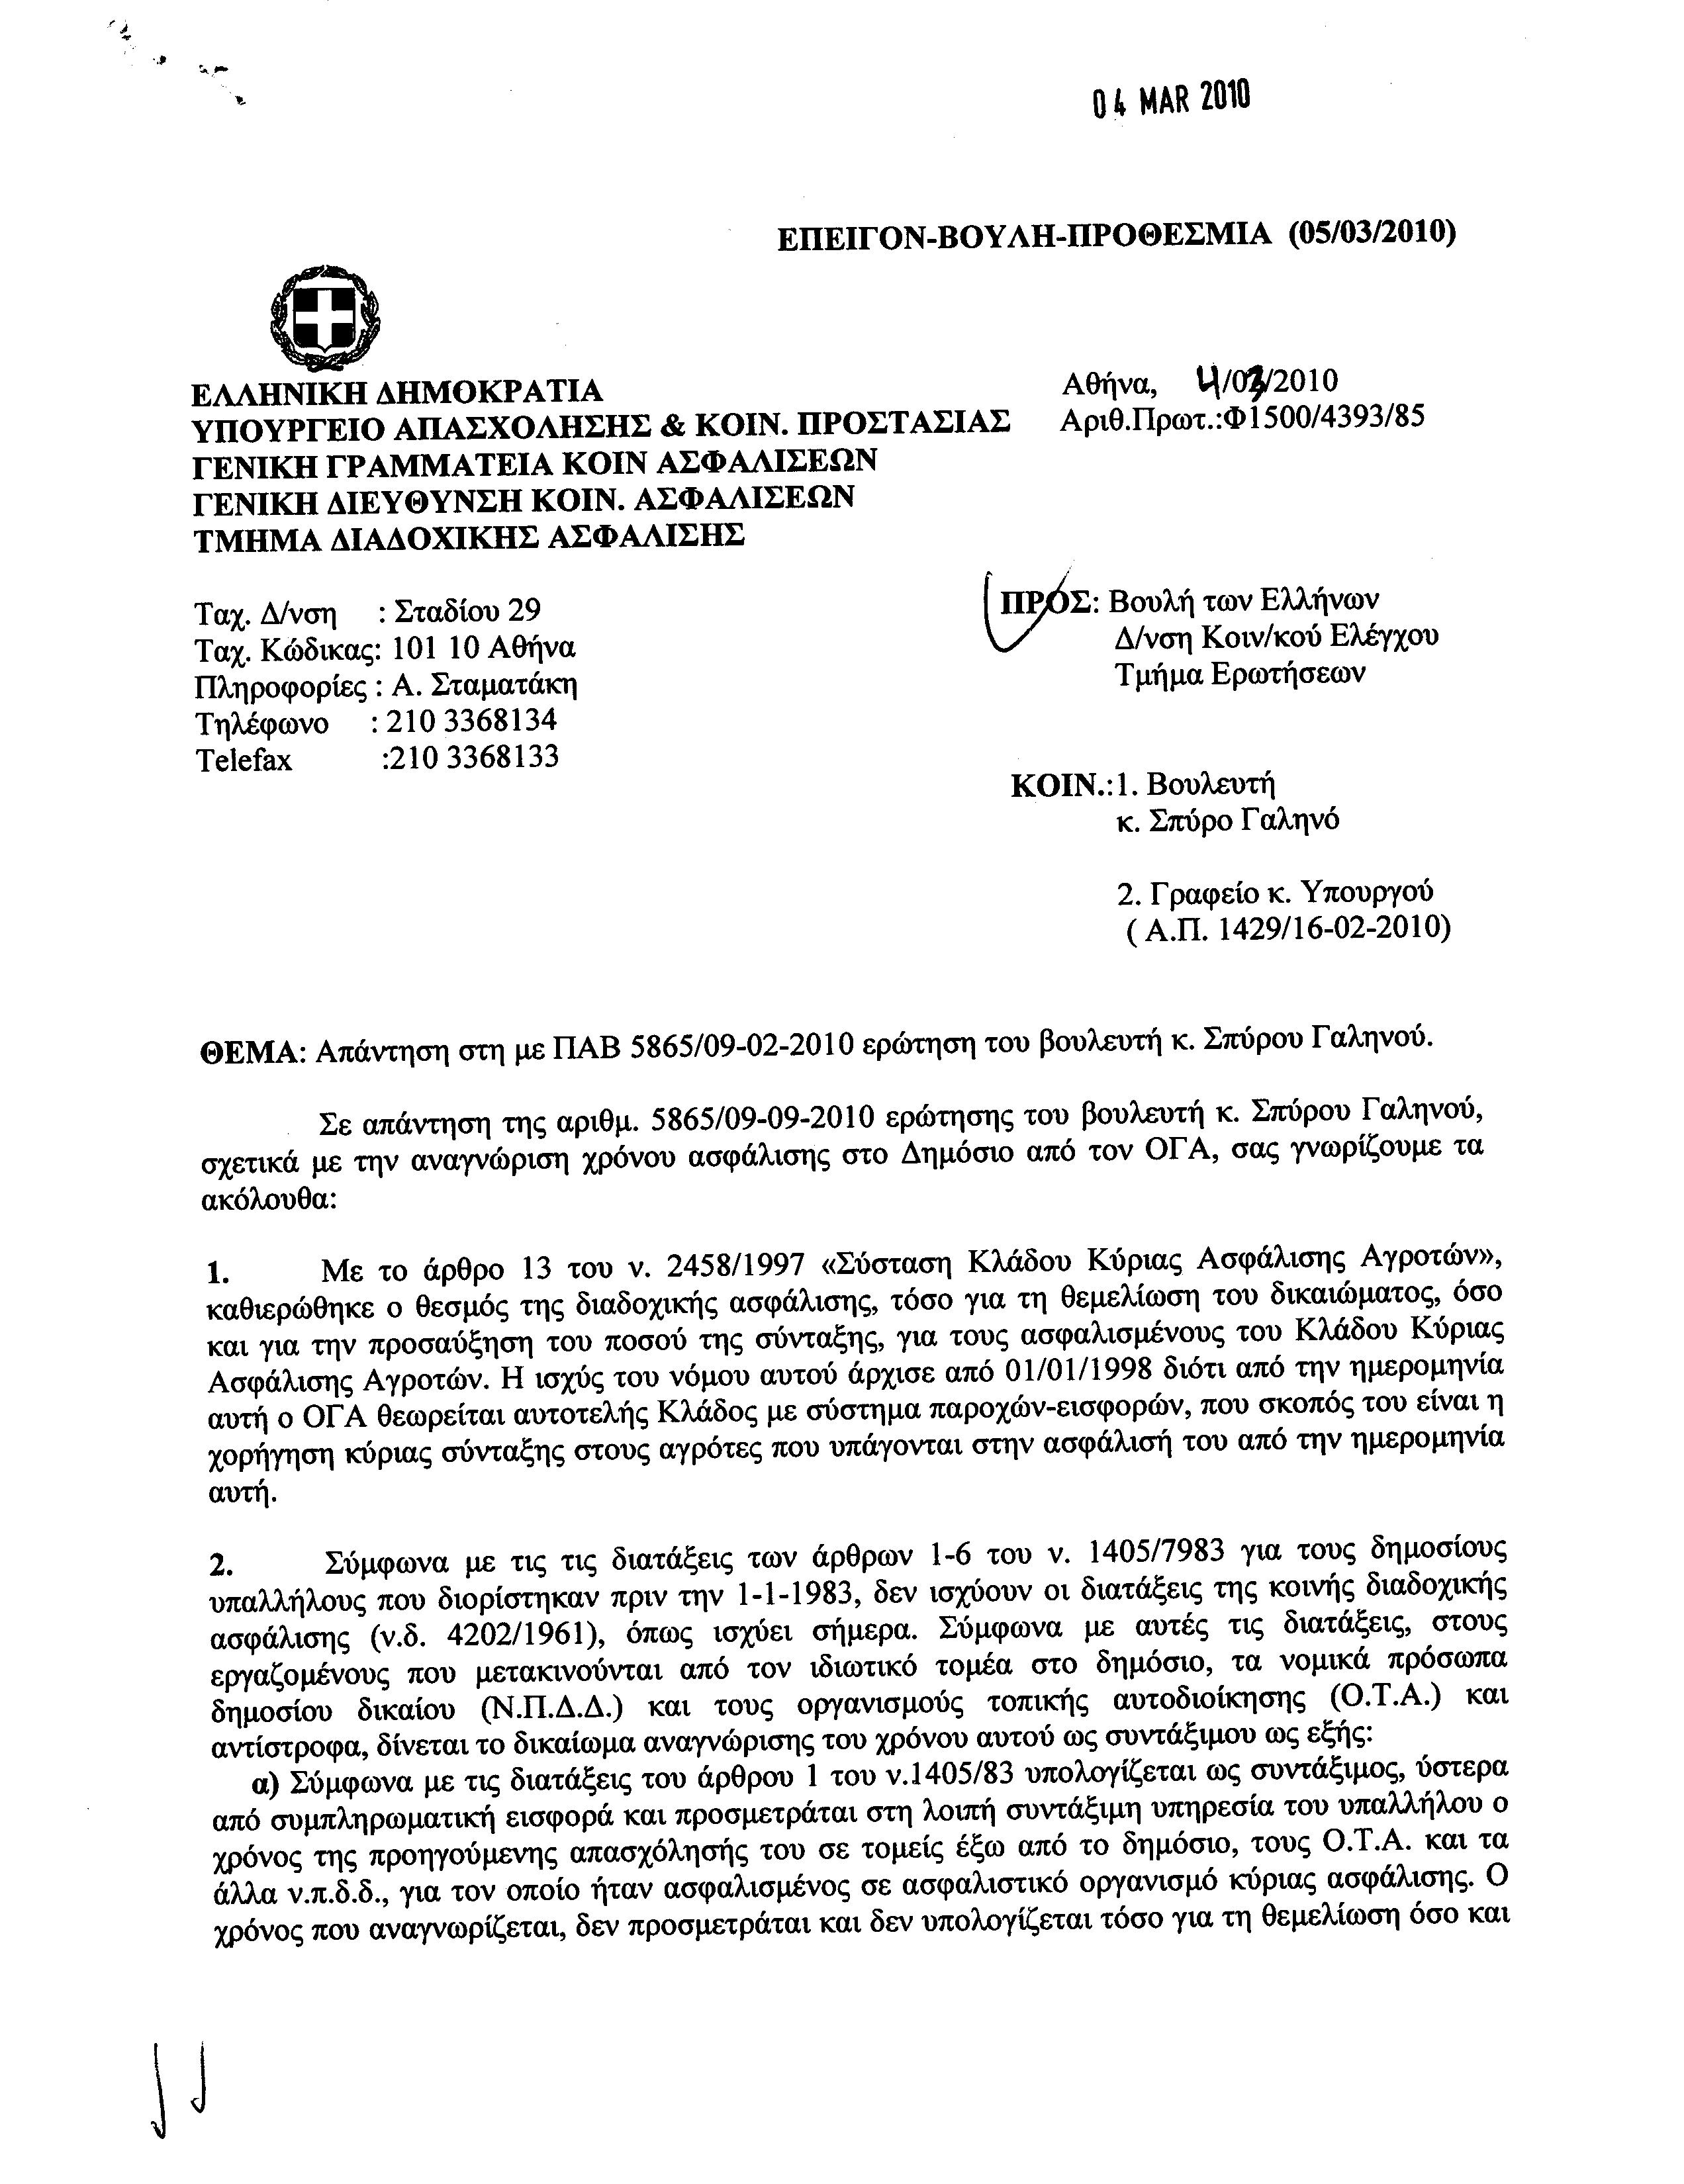 04 MAR 2010
ΕΠΕΙΓΟΝ-ΒΟΥΛΗ-ΠΡΟΘΕΣΜΙΑ (05/03/2010)
ΕΛΛΗΝΙΚΗ ΔΗΜΟΚΡΑΤΙΑ
ΥΠΟΥΡΓΕΙΟ ΑΠΑΣΧΟΛΗΣΗΣ & ΚΟΙΝ. ΠΡΟΣΤΑΣΙΑΣ
ΓΕΝΙΚΗ ΓΡΑΜΜΑΤΕΙΑ ΚΟΙΝ ΑΣΦΑΛΙΣΕΩΝ
ΓΕΝΙΚΗ ΔΙΕΥΘΥΝΣΗ ΚΟΙΝ. ΑΣΦΑΛΙΣΕΩΝ
ΤΜΗΜΑ ΔΙΑΔΟΧΙΚΗΣ ΑΣΦΑΛΙΣΗΣ
Αθήνα, 4/03/2010
Αριθ.Πρωτ.:Φ1500/4393/85
Ταχ. Δ/νση : Σταδίου 29
Ταχ. Κώδικας: 101 10 Αθήνα
Πληροφορίες : Α. Σταματάκη
Τηλέφωνο : 210 3368134
Telefax :210 3368133
ΠΡΟΣ: Βουλή των Ελλήνων
Δ/νση Κοιν/κού Ελέγχου
Τμήμα Ερωτήσεων
ΚΟΙΝ.:1. Βουλευτή
κ. Σπύρο Γαληνό
2. Γραφείο κ. Υπουργού
( Α.Π. 1429/16-02-2010)
ΘΕΜΑ: Απάντηση στη με ΠΑΒ 5865/09-02-2010 ερώτηση του βουλευτή κ. Σπύρου Γαληνού.
Σε απάντηση της αριθμ. 5865/09-09-2010 ερώτησης του βουλευτή κ. Σπύρου Γαληνού,
σχετικά με την αναγνώριση χρόνου ασφάλισης στο Δημόσιο από τον ΟΓΑ, σας γνωρίζουμε τα
ακόλουθα:
1. Με το άρθρο 13 του ν. 2458/1997 «Σύσταση Κλάδου Κύριας Ασφάλισης Αγροτών»,
καθιερώθηκε ο θεσμός της διαδοχικής ασφάλισης, τόσο για τη θεμελίωση του δικαιώματος, όσο
και για την προσαύξηση του ποσού της σύνταξης, για τους ασφαλισμένους του Κλάδου Κύριας
Ασφάλισης Αγροτών. Η ισχύς του νόμου αυτού άρχισε από 01/01/1998 διότι από την ημερομηνία
αυτή ο ΟΓΑ θεωρείται αυτοτελής Κλάδος με σύστημα παροχών-εισφορών, που σκοπός του είναι η
χορήγηση κύριας σύνταξης στους αγρότες που υπάγονται στην ασφάλισή του από την ημερομηνία
αυτή.
2. Σύμφωνα με τις τις διατάξεις των άρθρων 1-6 του ν. 1405/7983 για τους δημοσίους
υπαλλήλους που διορίστηκαν πριν την 1-1-1983, δεν ισχύουν οι διατάξεις της κοινής διαδοχικής
ασφάλισης (ν.δ. 4202/1961), όπως ισχύει σήμερα. Σύμφωνα με αυτές τις διατάξεις, στους
εργαζομένους που μετακινούνται από τον ιδιωτικό τομέα στο δημόσιο, τα νομικά πρόσωπα
δημοσίου δικαίου (Ν.Π.Δ.Δ.) και τους οργανισμούς τοπικής αυτοδιοίκησης (Ο.Τ.Α.) και
αντίστροφα, δίνεται το δικαίωμα αναγνώρισης του χρόνου αυτού ως συντάξιμου ως εξής:
α) Σύμφωνα με τις διατάξεις του άρθρου 1 του ν.1405/83 υπολογίζεται ως συντάξιμος, ύστερα
από συμπληρωματική εισφορά και προσμετράται στη λοιπή συντάξιμη υπηρεσία του υπαλλήλου ο
χρόνος της προηγούμενης απασχόλησής του σε τομείς έξω από το δημόσιο, τους Ο.Τ.Α. και τα
άλλα ν.π.δ.δ., για τον οποίο ήταν ασφαλισμένος σε ασφαλιστικό οργανισμό κύριας ασφάλισης. Ο
χρόνος που αναγνωρίζεται, δεν προσμετράται και δεν υπολογίζεται τόσο για τη θεμελίωση όσο και